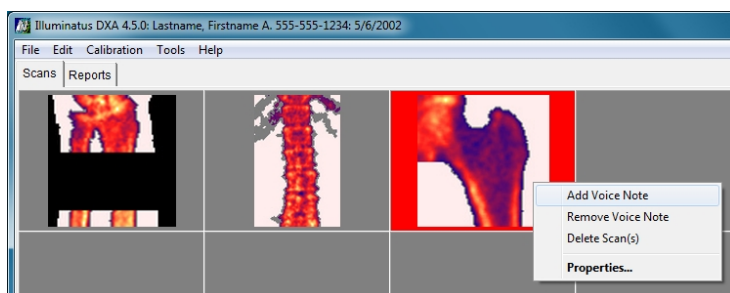 Illuminatus DXA 4.5.0: Lastname, Firstname A. 555-555-1234: 5/6/2002
File Edit Calibration Tools Help
Scans Reports
Add Voice Note
Remove Voice Note
Delete Scan(s)
Properties...